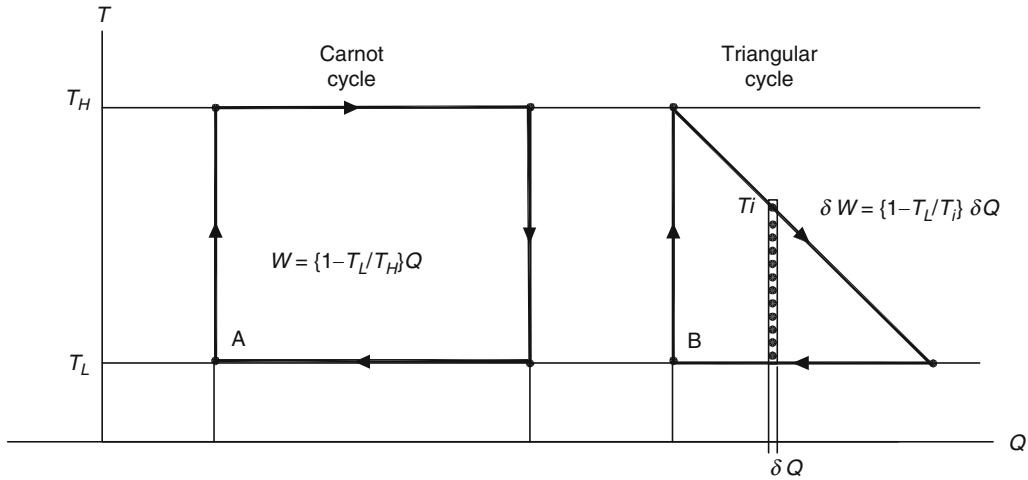 T
Carnot
cycle
Triangular
cycle
T_H
Ti
δ W = {1–T_L/T_i} δQ
W = {1–T_L/T_H}Q
A
B
T_L
Q
δ Q